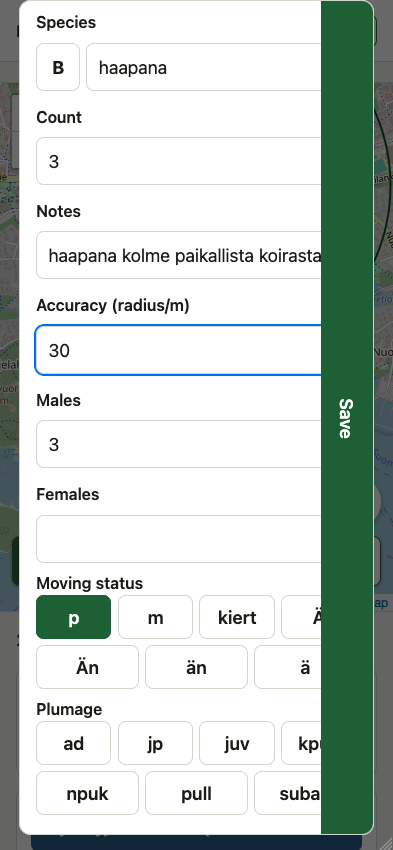 Species
B haapana
Count
3
Notes
haapana kolme paikallista koirasta
Accuracy (radius/m)
30
Males
3
Females
Moving status
p m kiert
Än än ä
Plumage
ad jp juv
npuk pull
Save